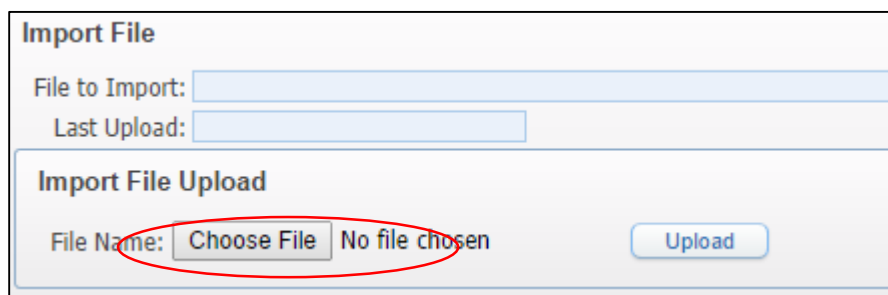 Import File
File to Import:
Last Upload:
Import File Upload
File Name: Choose File No file chosen Upload